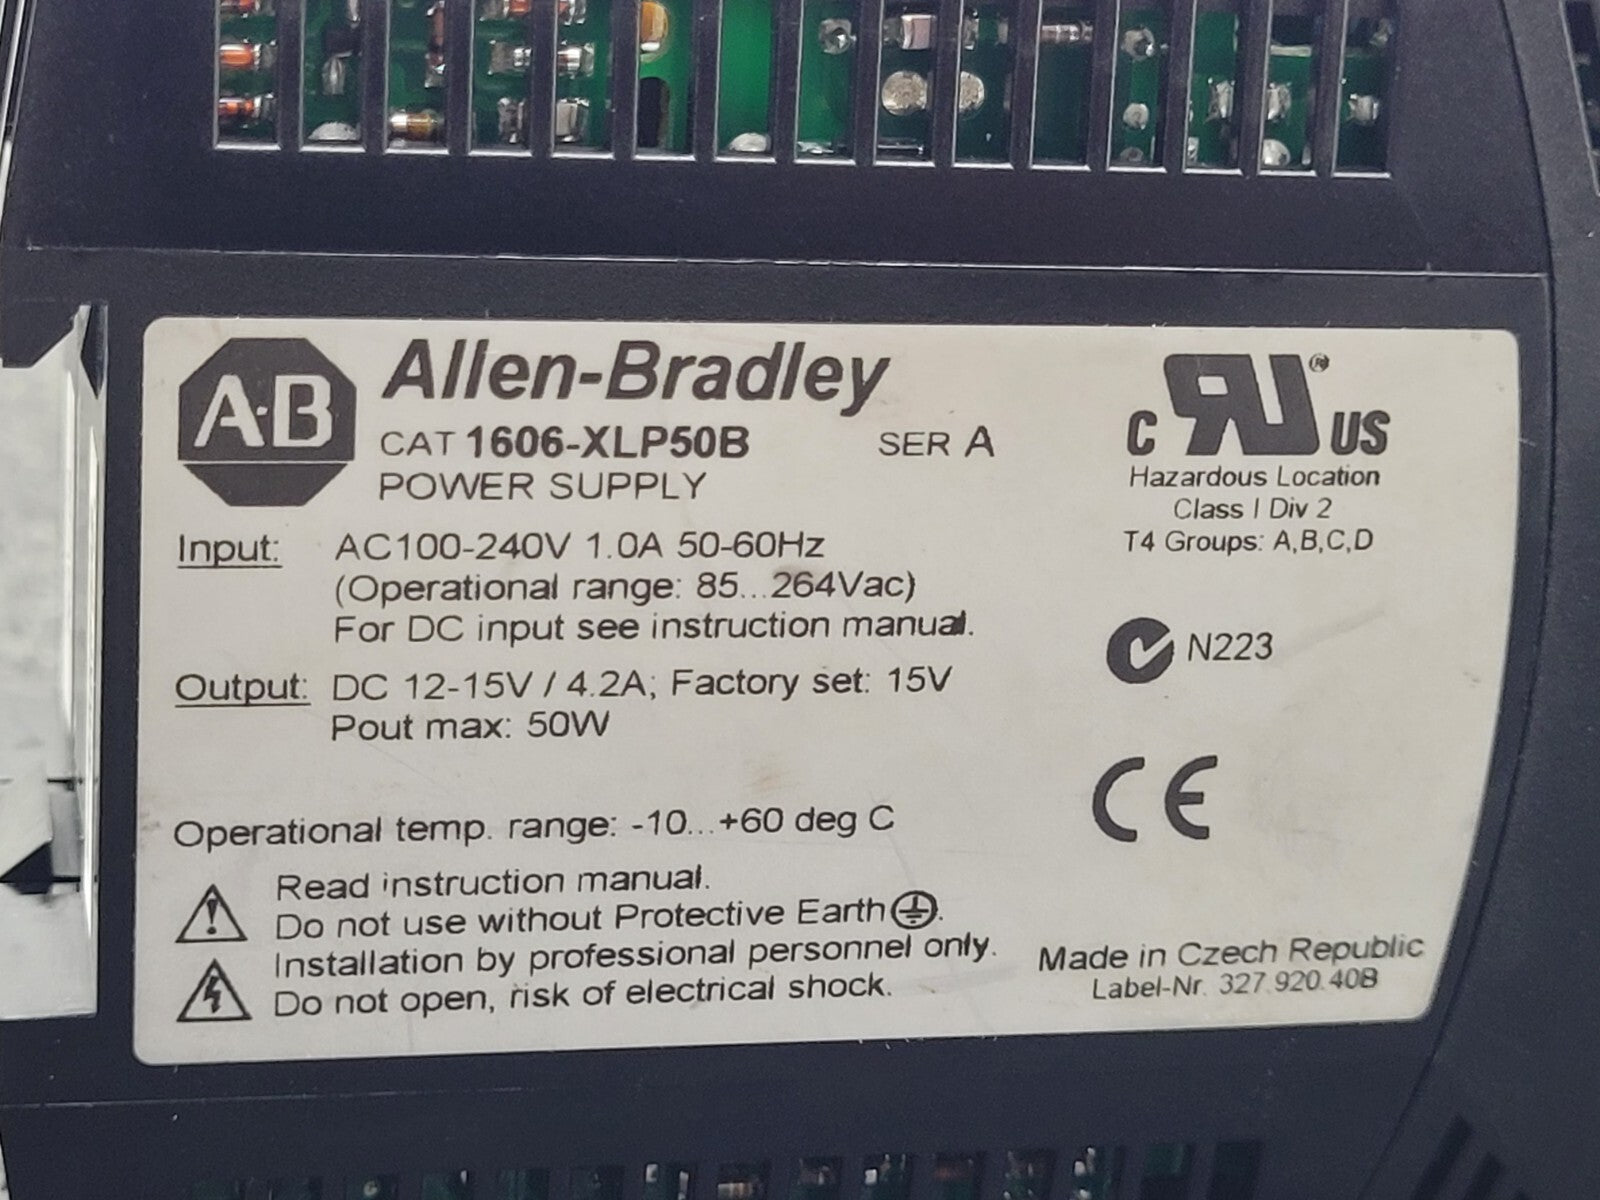 A·B Allen-Bradley
CAT 1606-XLP50B SER A
POWER SUPPLY
Input: AC100-240V 1.0A 50-60Hz
(Operational range: 85...264Vac)
For DC input see instruction manual.
Output: DC 12-15V / 4.2A; Factory set: 15V
Pout max: 50W
Operational temp. range: -10...+60 deg C
Read instruction manual.
Do not use without Protective Earth.
Installation by professional personnel only.
Do not open, risk of electrical shock.
C RU® US
Hazardous Location
Class I Div 2
T4 Groups: A,B,C,D
N223
CE
Made in Czech Republic
Label-Nr. 327.920.40B